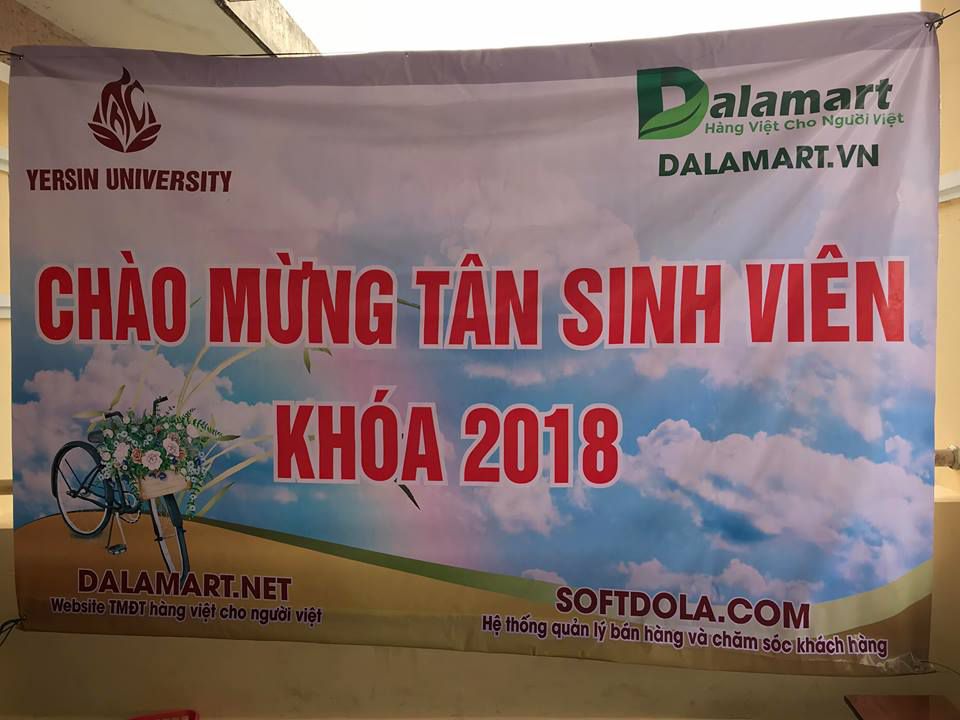 YERSIN UNIVERSITY
Dalamart
Hàng Việt Cho Người Việt
DALAMART.VN
CHÀO MỪNG TÂN SINH VIÊN
KHÓA 2018
DALAMART.NET
Website TMĐT hàng việt cho người việt
SOFTDOLA.COM
Hệ thống quản lý bán hàng và chăm sóc khách hàng